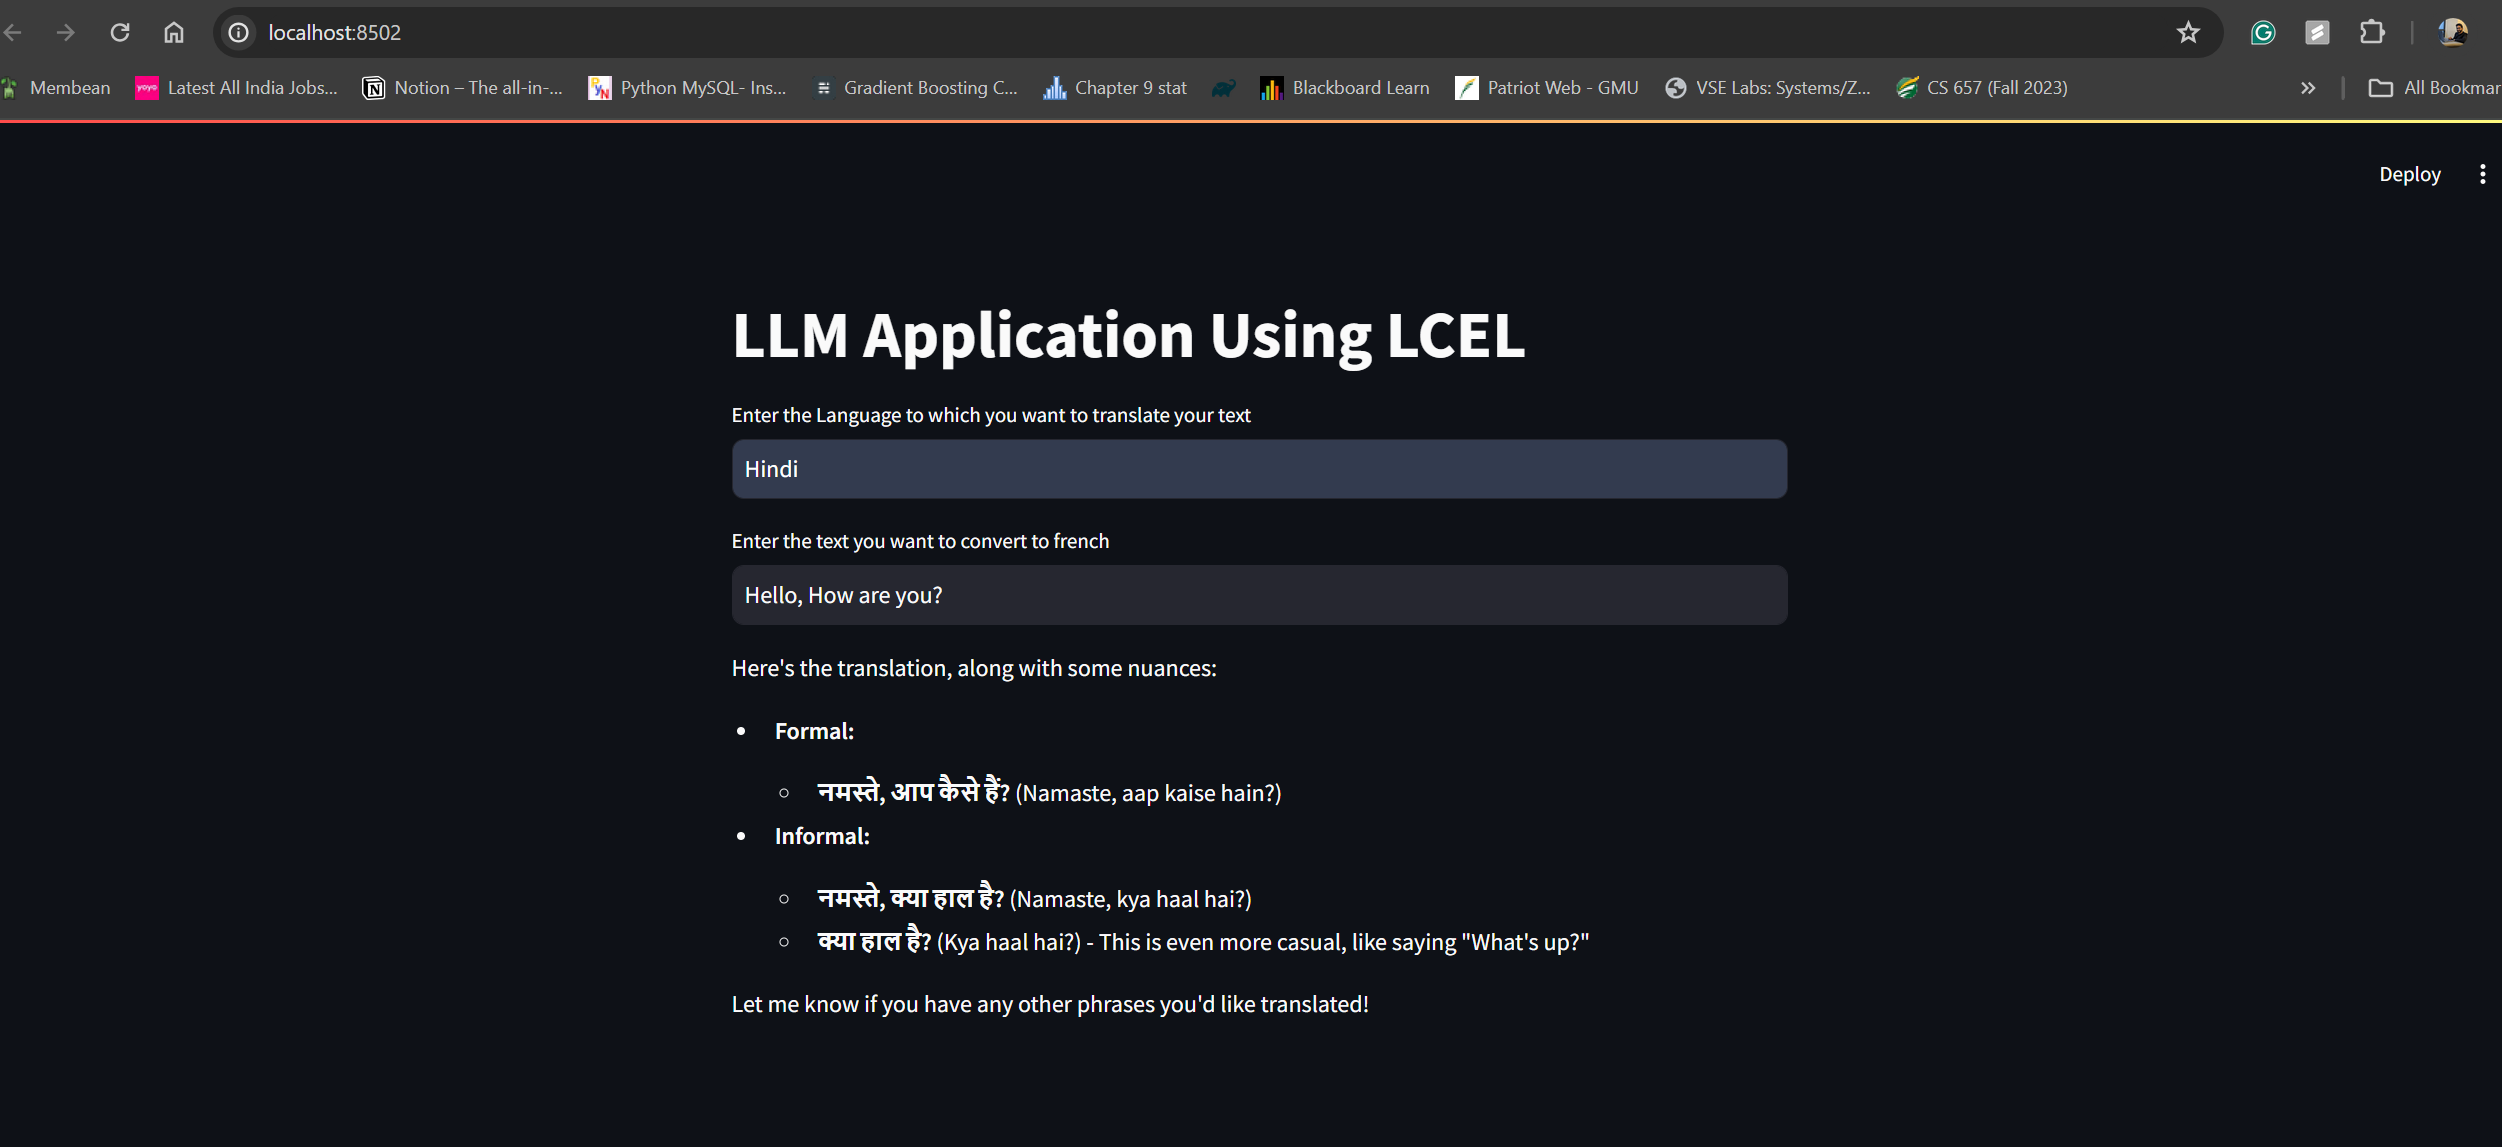 localhost:8502
Membean Latest All India Jobs... Notion – The all-in-... Python MySQL- Ins... Gradient Boosting C... Chapter 9 stat Blackboard Learn Patriot Web - GMU VSE Labs: Systems/Z... CS 657 (Fall 2023) » All Bookmar
Deploy
LLM Application Using LCEL
Enter the Language to which you want to translate your text
Hindi
Enter the text you want to convert to french
Hello, How are you?
Here's the translation, along with some nuances:
• Formal:
○ नमस्ते, आप कैसे हैं? (Namaste, aap kaise hain?)
• Informal:
○ नमस्ते, क्या हाल है? (Namaste, kya haal hai?)
○ क्या हाल है? (Kya haal hai?) - This is even more casual, like saying "What's up?"
Let me know if you have any other phrases you'd like translated!